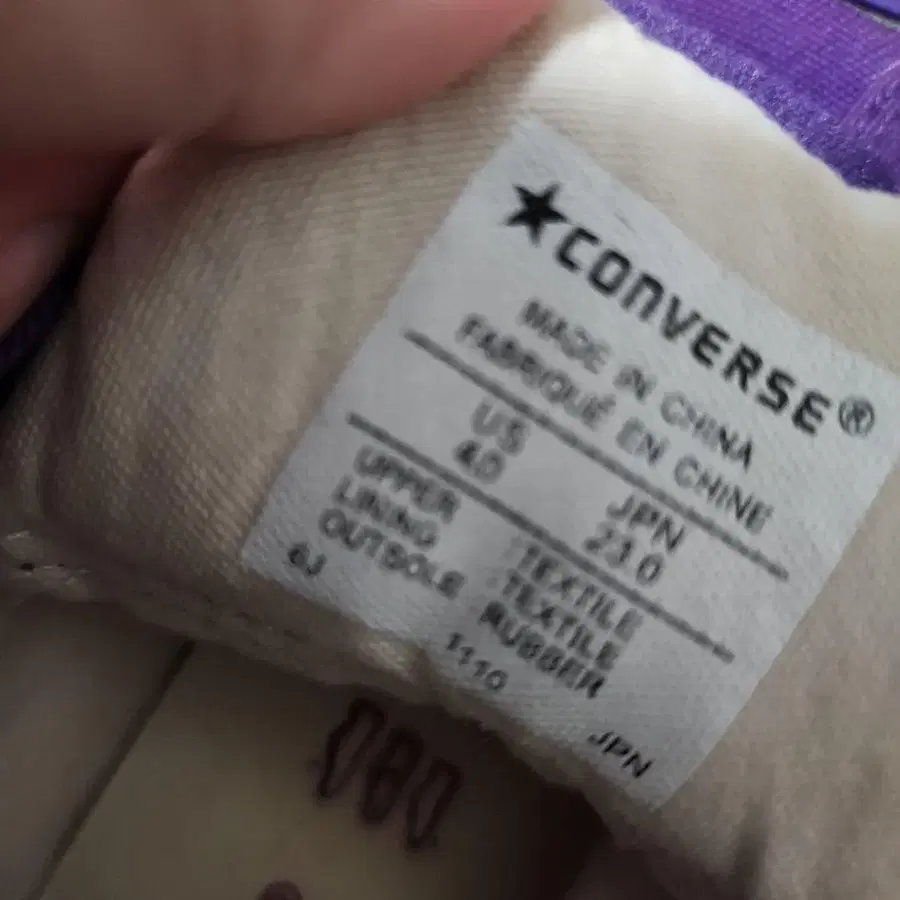 ★CONVERSE®
MADE IN CHINA
FABRIQUÉ EN CHINE
US JPN
4.0 23.0
UPPER TEXTILE
LINING TEXTILE
OUTSOLE RUBBER
6J 1110
JPN